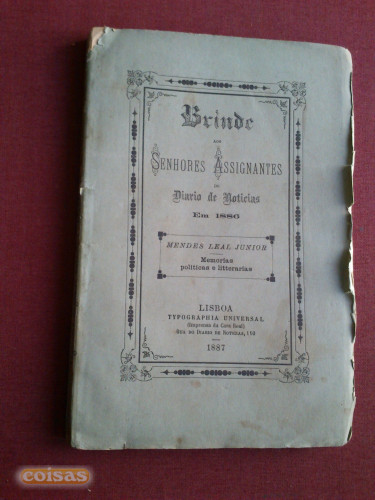 Brinde
AOS
SENHORES ASSIGNANTES
DO
Diario de Noticias
Em 1886
MENDES LEAL JUNIOR
Memorias
politicas e litterarias
LISBOA
TYPOGRAPHIA UNIVERSAL
(Imprensa da Casa Real)
RUA DO DIARIO DE NOTICIAS, 110
1887
coisas